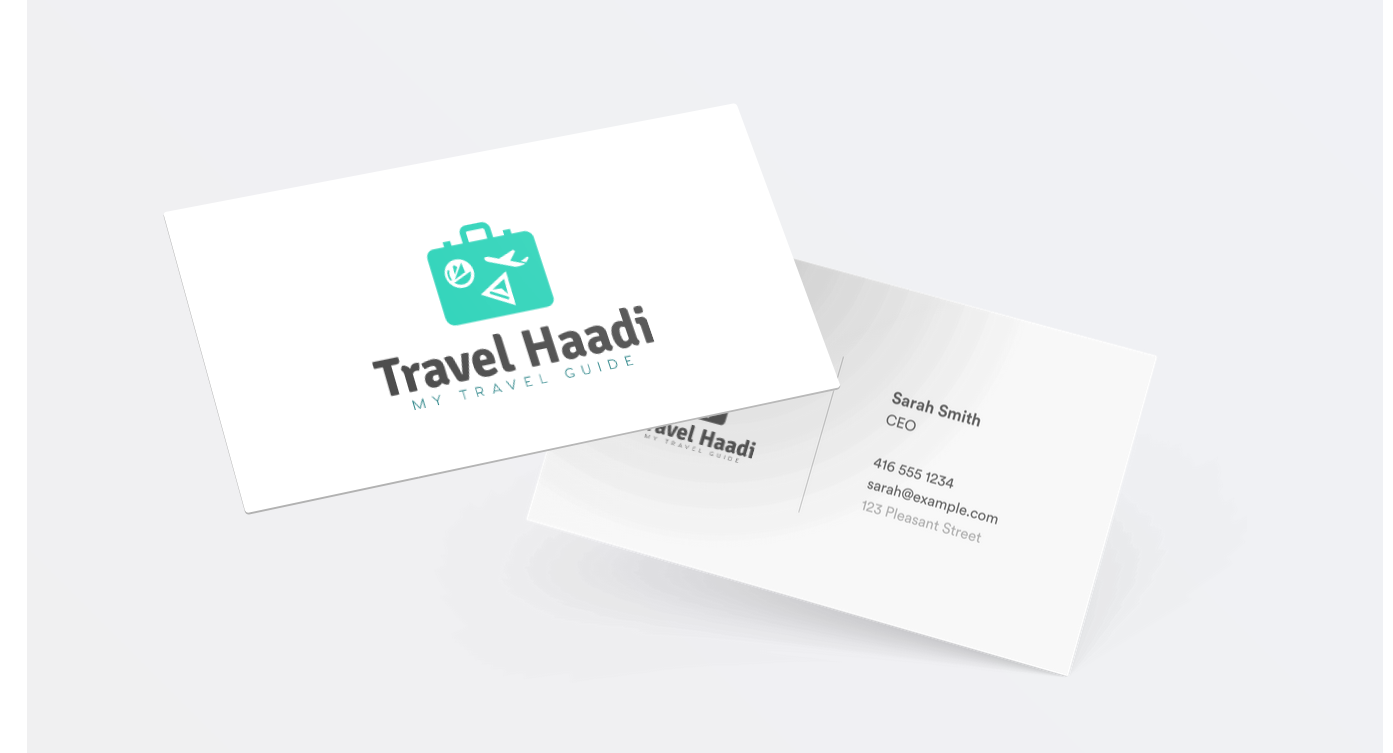 Travel Haadi
MY TRAVEL GUIDE
Haadi
MY TRAVEL GUIDE
Sarah Smith
CEO
416 555 1234
sarah@example.com
123 Pleasant Street